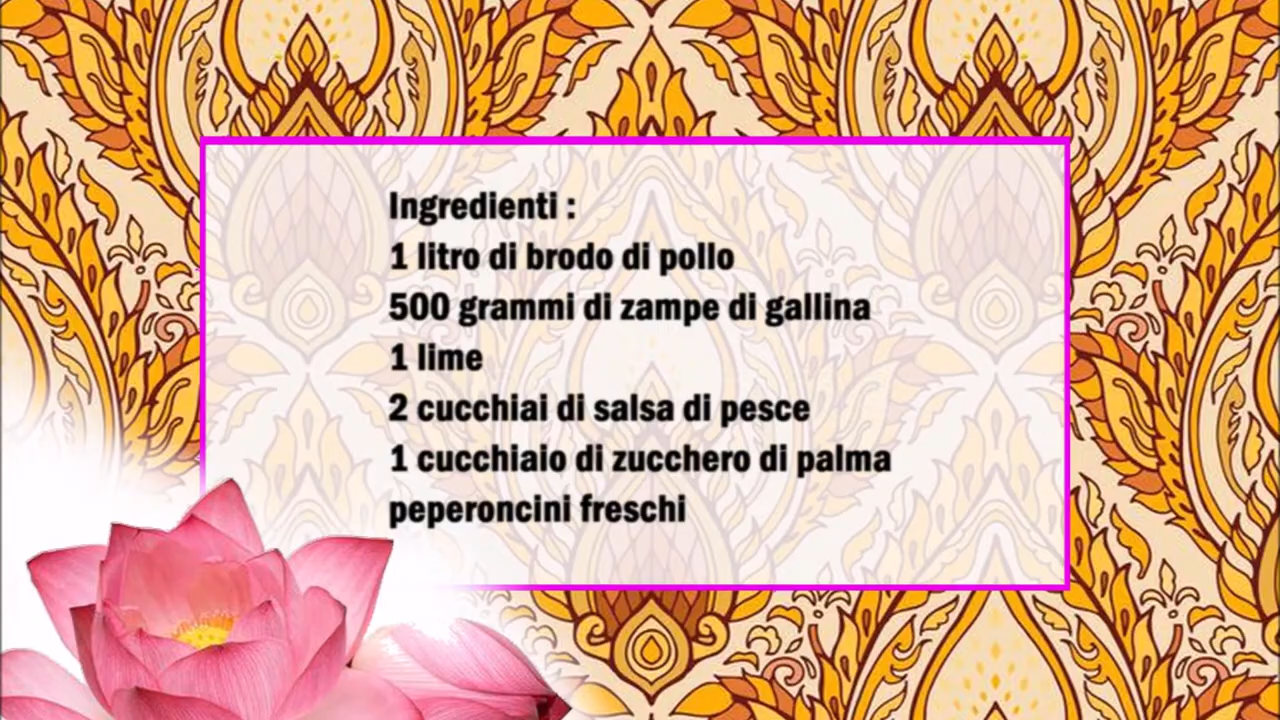 Ingredienti :
1 litro di brodo di pollo
500 grammi di zampe di gallina
1 lime
2 cucchiai di salsa di pesce
1 cucchiaio di zucchero di palma
peperoncini freschi